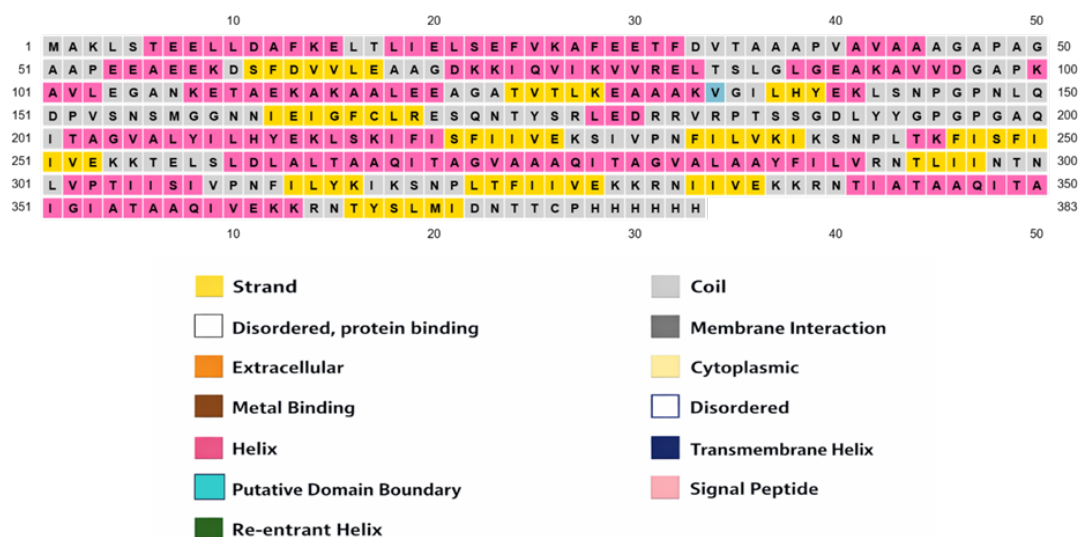 10 20 30 40 50
1 M A K L S T E E L L D A F K E L T L I E L S E F V K A F E E T F D V T A A A P V A V A A A G A P A G 50
51 A A P E E A E E K D S F D V V L E A A G D K K I Q V I K V V R E L T S L G L G E A K A V V D G A P K 100
101 A V L E G A N K E T A E K A K A A L E E A G A T V T L K E A A A K V G I L H Y E K L S N P G P N L Q 150
151 D P V S N S M G G N N I E I G F C L R E S Q N T Y S R L E D R R V R P T S S G D L Y Y G P G P G A Q 200
201 I T A G V A L Y I L H Y E K L S K I F I S F I I V E K S I V P N F I L V K I K S N P L T K F I S F I 250
251 I V E K K T E L S L D L A L T A A Q I T A G V A A A Q I T A G V A L A A Y F I L V R N T L I I N T N 300
301 L V P T I I S I V P N F I L Y K I K S N P L T F I I V E K K R N I I V E K K R N T I A T A A Q I T A 350
351 I G I A T A A Q I V E K K R N T Y S L M I D N T T C P H H H H H H 383
10 20 30 40 50
Strand Coil
Disordered, protein binding Membrane Interaction
Extracellular Cytoplasmic
Metal Binding Disordered
Helix Transmembrane Helix
Putative Domain Boundary Signal Peptide
Re-entrant Helix